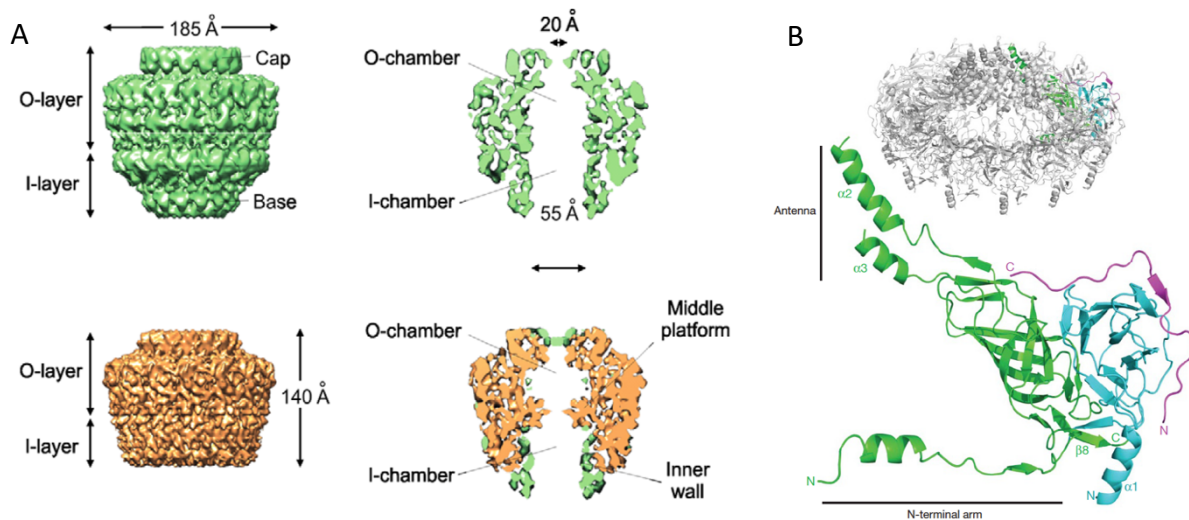 A
185 Å
O-layer
I-layer
Cap
Base
20
Å
O-chamber
I-chamber
55 Å
O-layer
I-layer
140 Å
O-chamber
I-chamber
Middle
platform
Inner
wall
B
Antenna
α2
α3
C
N
β8
C
α1
N
N
N-terminal arm